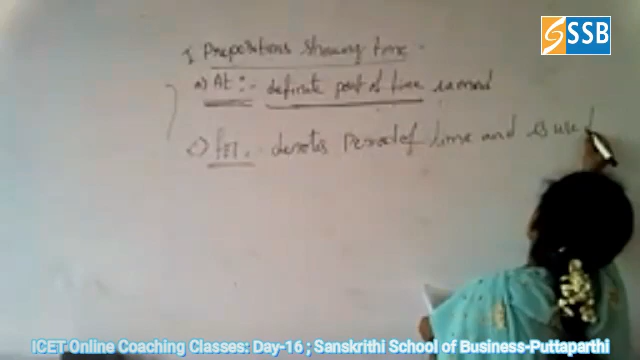 SSB
Prepositions showing time.
a) At:- definite point of time is
c) for:- denotes Period of time and is used
ICET Online Coaching Classes: Day-16 ; Sanskrithi School of Business-Puttaparthi